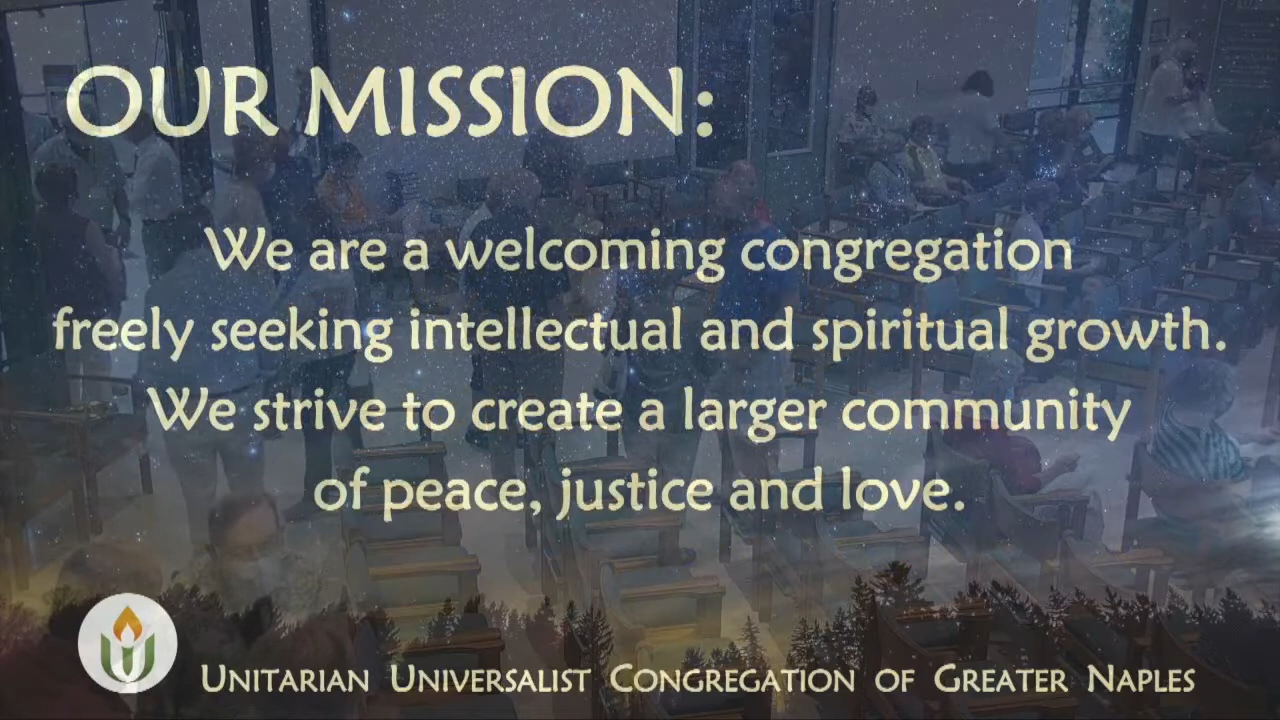 OUR MISSION:
We are a welcoming congregation
freely seeking intellectual and spiritual growth.
We strive to create a larger community
of peace, justice and love.
UNITARIAN UNIVERSALIST CONGREGATION OF GREATER NAPLES